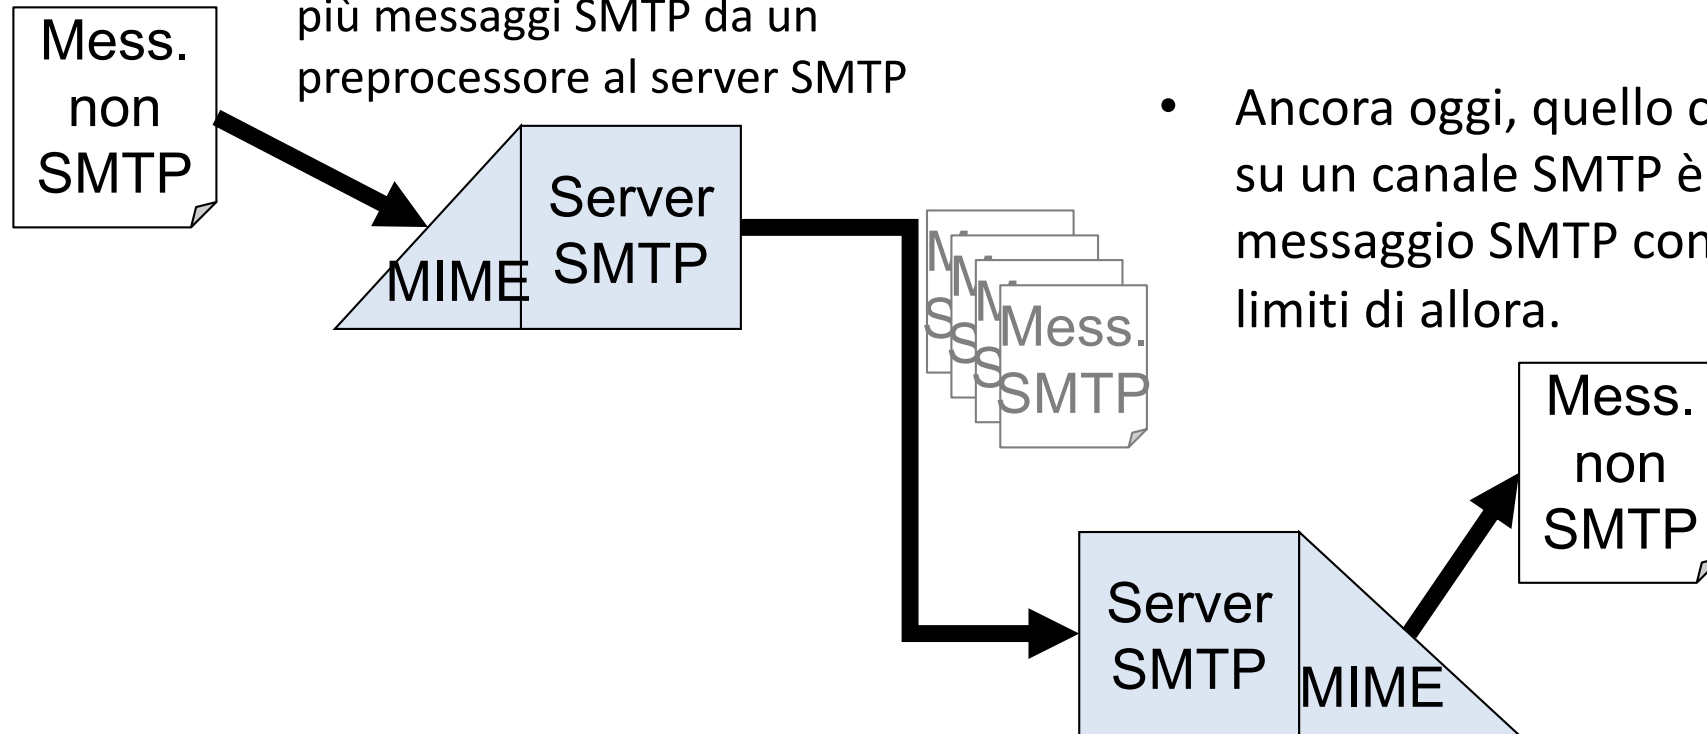 più messaggi SMTP da un
preprocessore al server SMTP
Mess.
non
SMTP
MIME
Server
SMTP
Mess.
SMTP
• Ancora oggi, quello
su un canale SMTP è
messaggio SMTP con
limiti di allora.
Mess.
non
SMTP
Server
SMTP
MIME